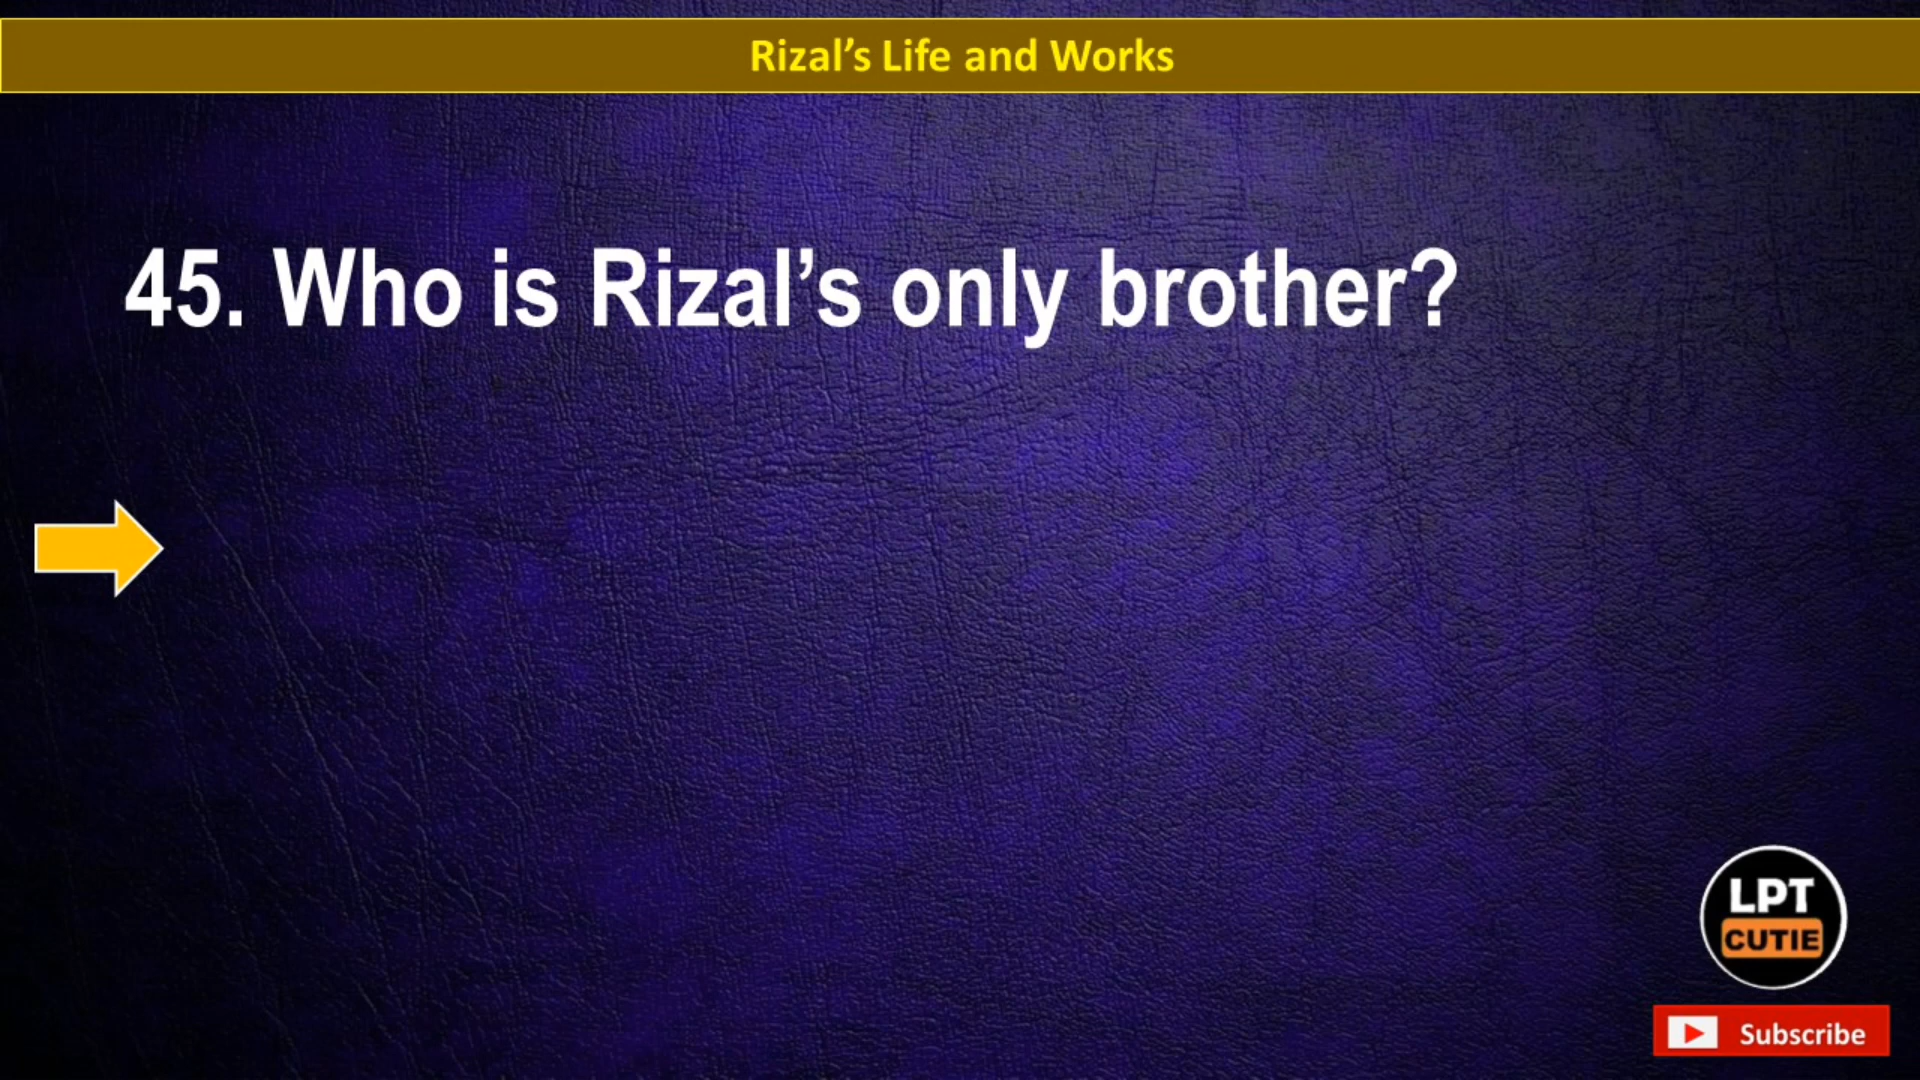 Rizal’s Life and Works
45. Who is Rizal’s only brother?
LPT
CUTIE
Subscribe